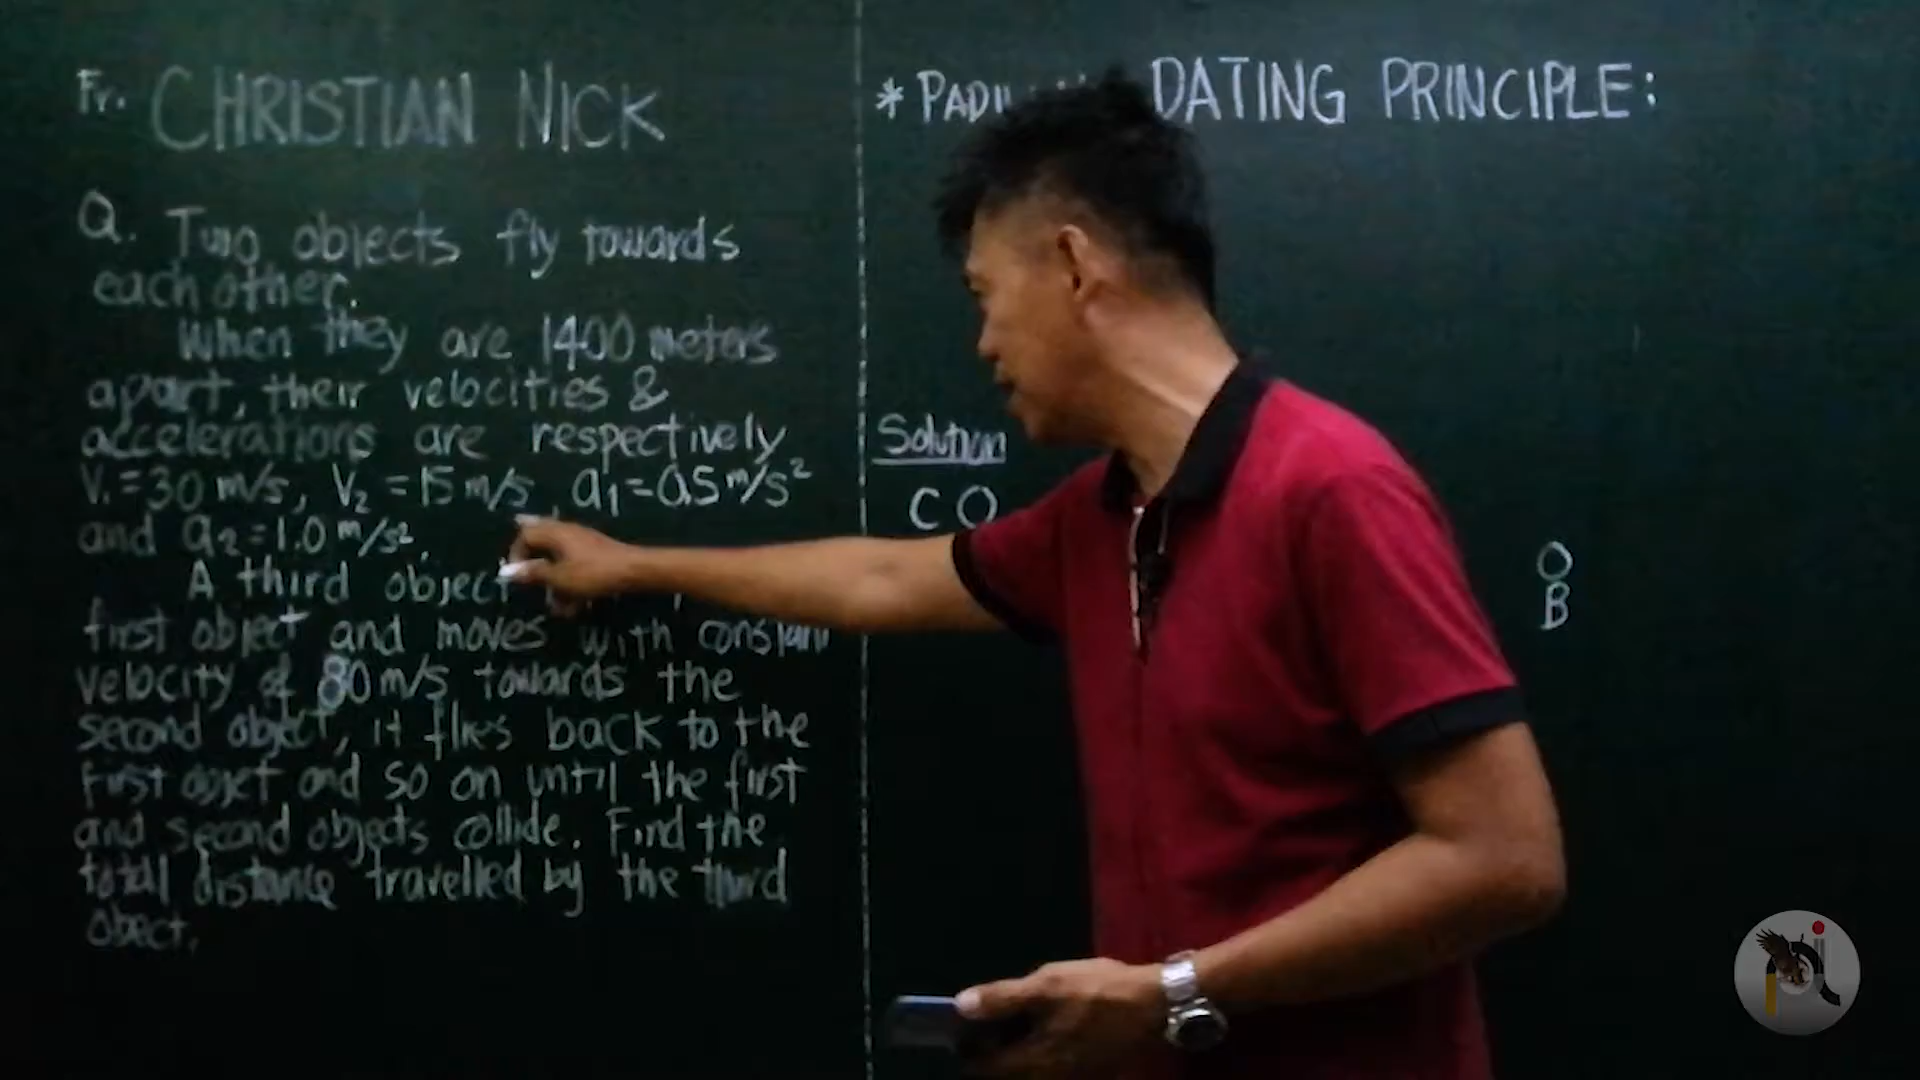 Fr. CHRISTIAN NICK
Q. Two objects fly towards
each other.
When they are 1400 meters
apart, their velocities &
accelerations are respectively
V₁ = 30 m/s, V₂ = 15 m/s, a₁ = 0.5 m/s²
and a₂ = 1.0 m/s².
A third object
first object and moves with constant
velocity of 80 m/s towards the
second object, it flies back to the
first object and so on until the first
and second objects collide. Find the
total distance travelled by the third
obect.
* DATING PRINCIPLE:
Solution
C O
O
B